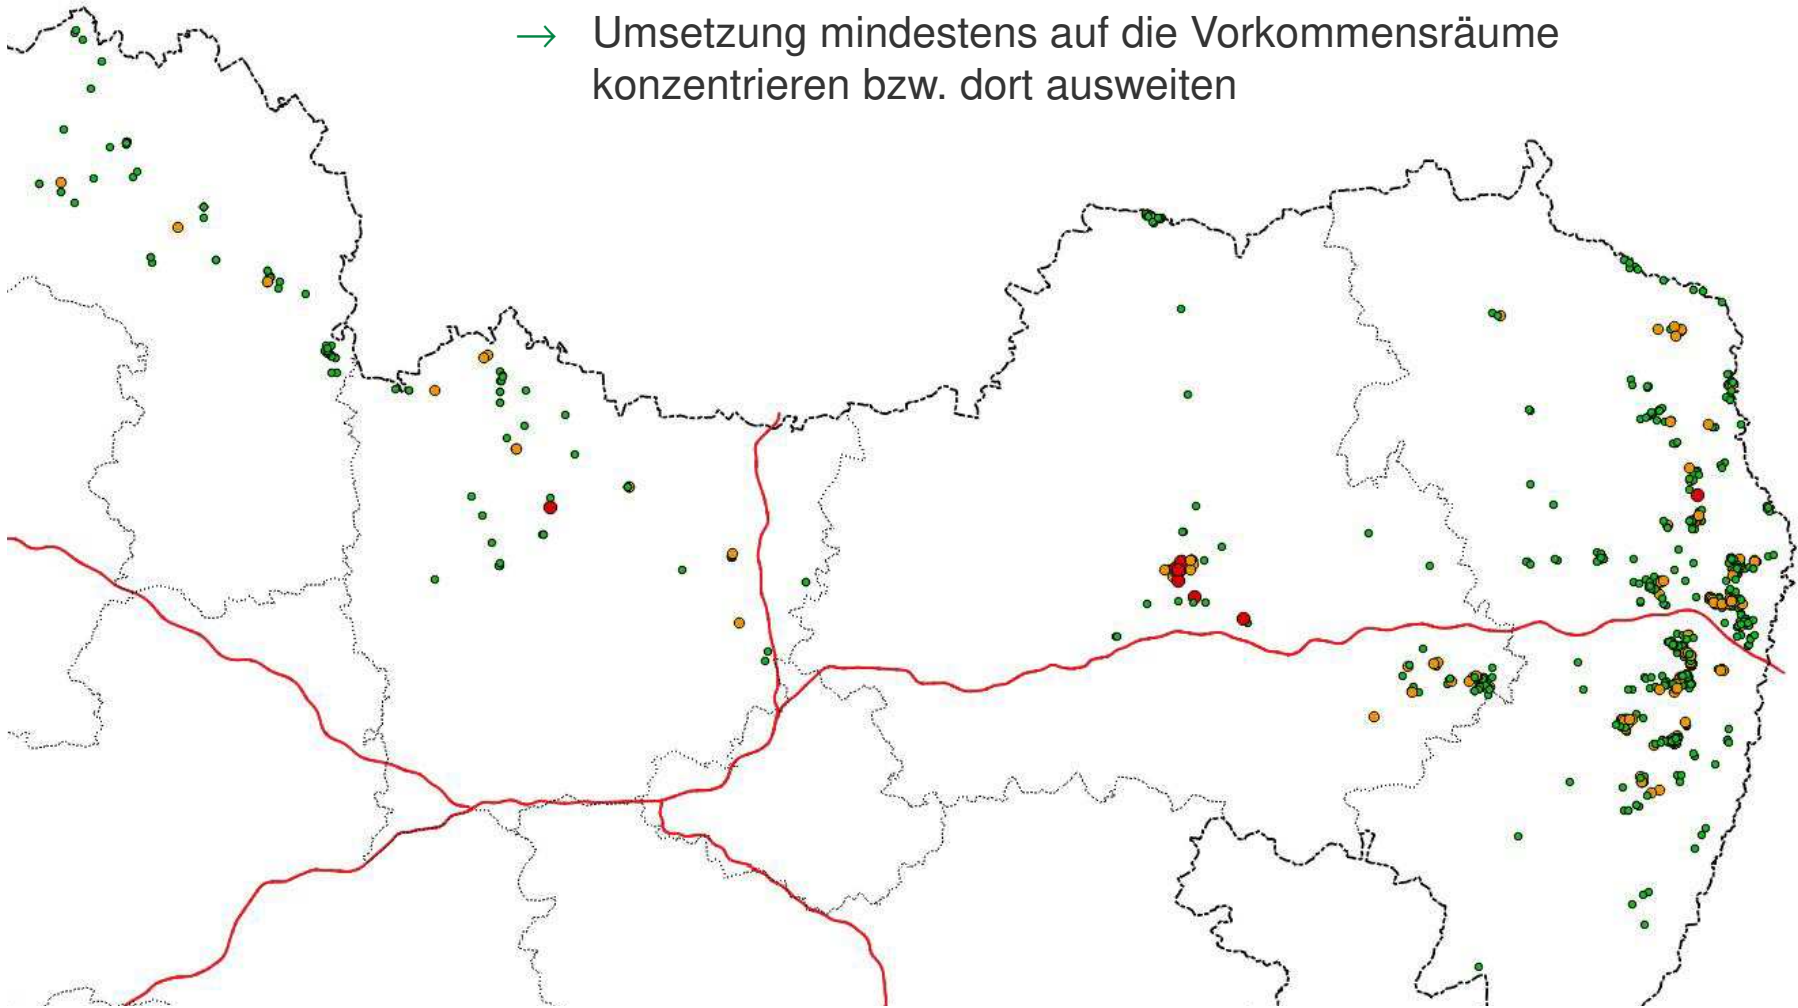 → Umsetzung mindestens auf die Vorkommensräume
konzentrieren bzw. dort ausweiten